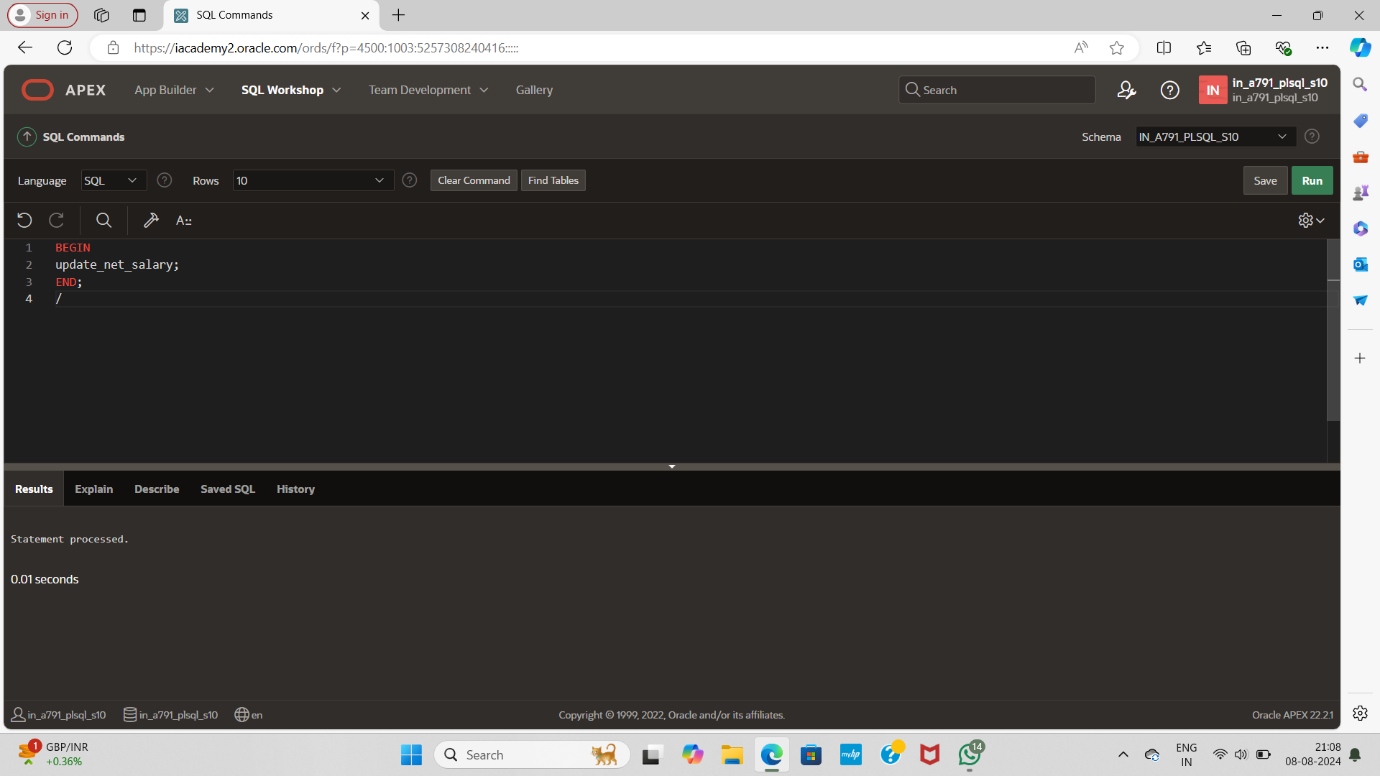 Sign in
SQL Commands
https://iacademy2.oracle.com/ords/f?p=4500:1003:5257308240416:::::
APEX App Builder SQL Workshop Team Development Gallery Search IN in_a791_plsql_s10
in_a791_plsql_s10
SQL Commands Schema IN_A791_PLSQL_S10
Language SQL Rows 10 Clear Command Find Tables Save Run
A::
1 BEGIN
2 update_net_salary;
3 END;
4 /
Results Explain Describe Saved SQL History
Statement processed.
0.01 seconds
in_a791_plsql_s10 in_a791_plsql_s10 en Copyright © 1999, 2022, Oracle and/or its affiliates. Oracle APEX 22.2.1
1 GBP/INR
+0.36%
Search
myhp
14
ENG
IN
21:08
08-08-2024